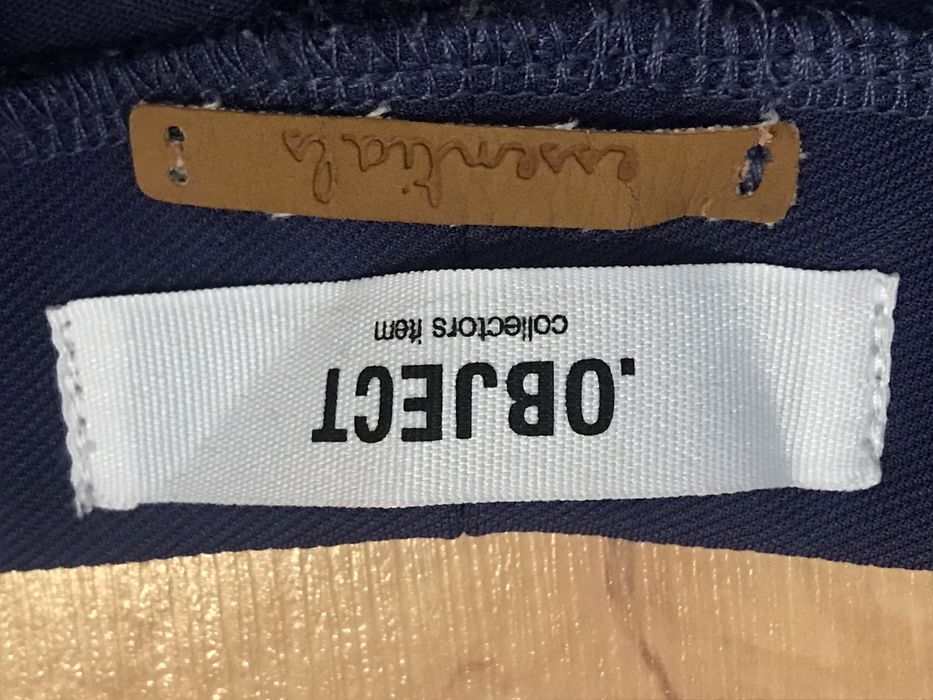 .OBJECT
collectors item
essentials